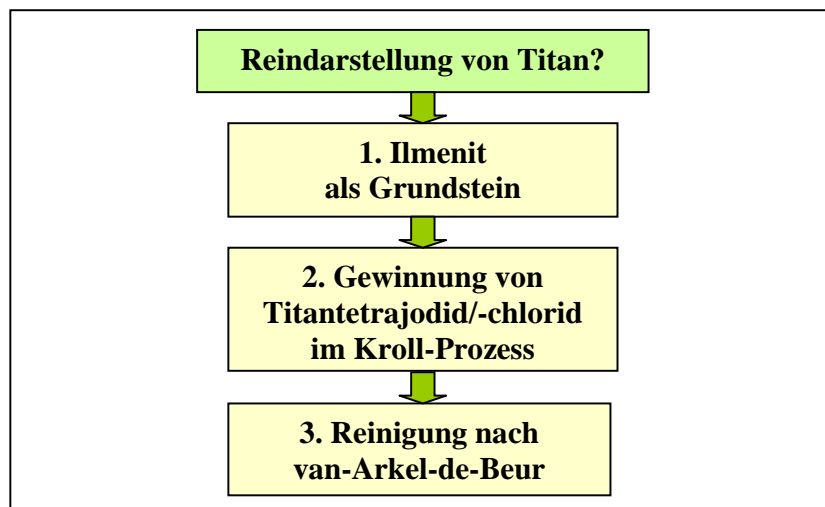 Reindarstellung von Titan?
1. Ilmenit
als Grundstein
2. Gewinnung von
Titantetrajodid/-chlorid
im Kroll-Prozess
3. Reinigung nach
van-Arkel-de-Beur